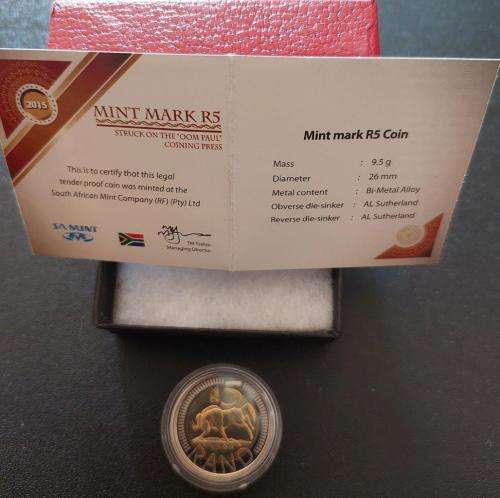 2015
MINT MARK R5
STRUCK ON THE "OOM PAUL"
COINING PRESS
This is to certify that this legal
tender proof coin was minted at the
South African Mint Company (RF) (Pty) Ltd
SA MINT
Managing Director
Mint mark R5 Coin
Mass : 9.5 g
Diameter : 26 mm
Metal content : Bi-Metal Alloy
Obverse die-sinker : AL Sutherland
Reverse die-sinker : AL Sutherland
5
RAND